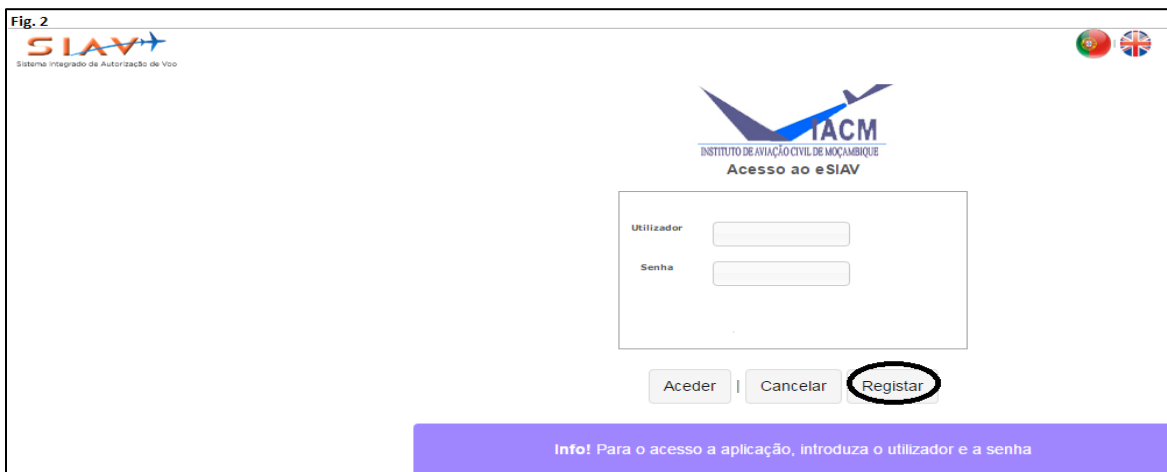 Fig. 2
SIAV
Sistema Integrado de Autorização de Voo
IACM
INSTITUTO DE AVIAÇÃO CIVIL DE MOÇAMBIQUE
Acesso ao eSIAV
Utilizador
Senha
Aceder | Cancelar Registar
Info! Para o acesso a aplicação, introduza o utilizador e a senha